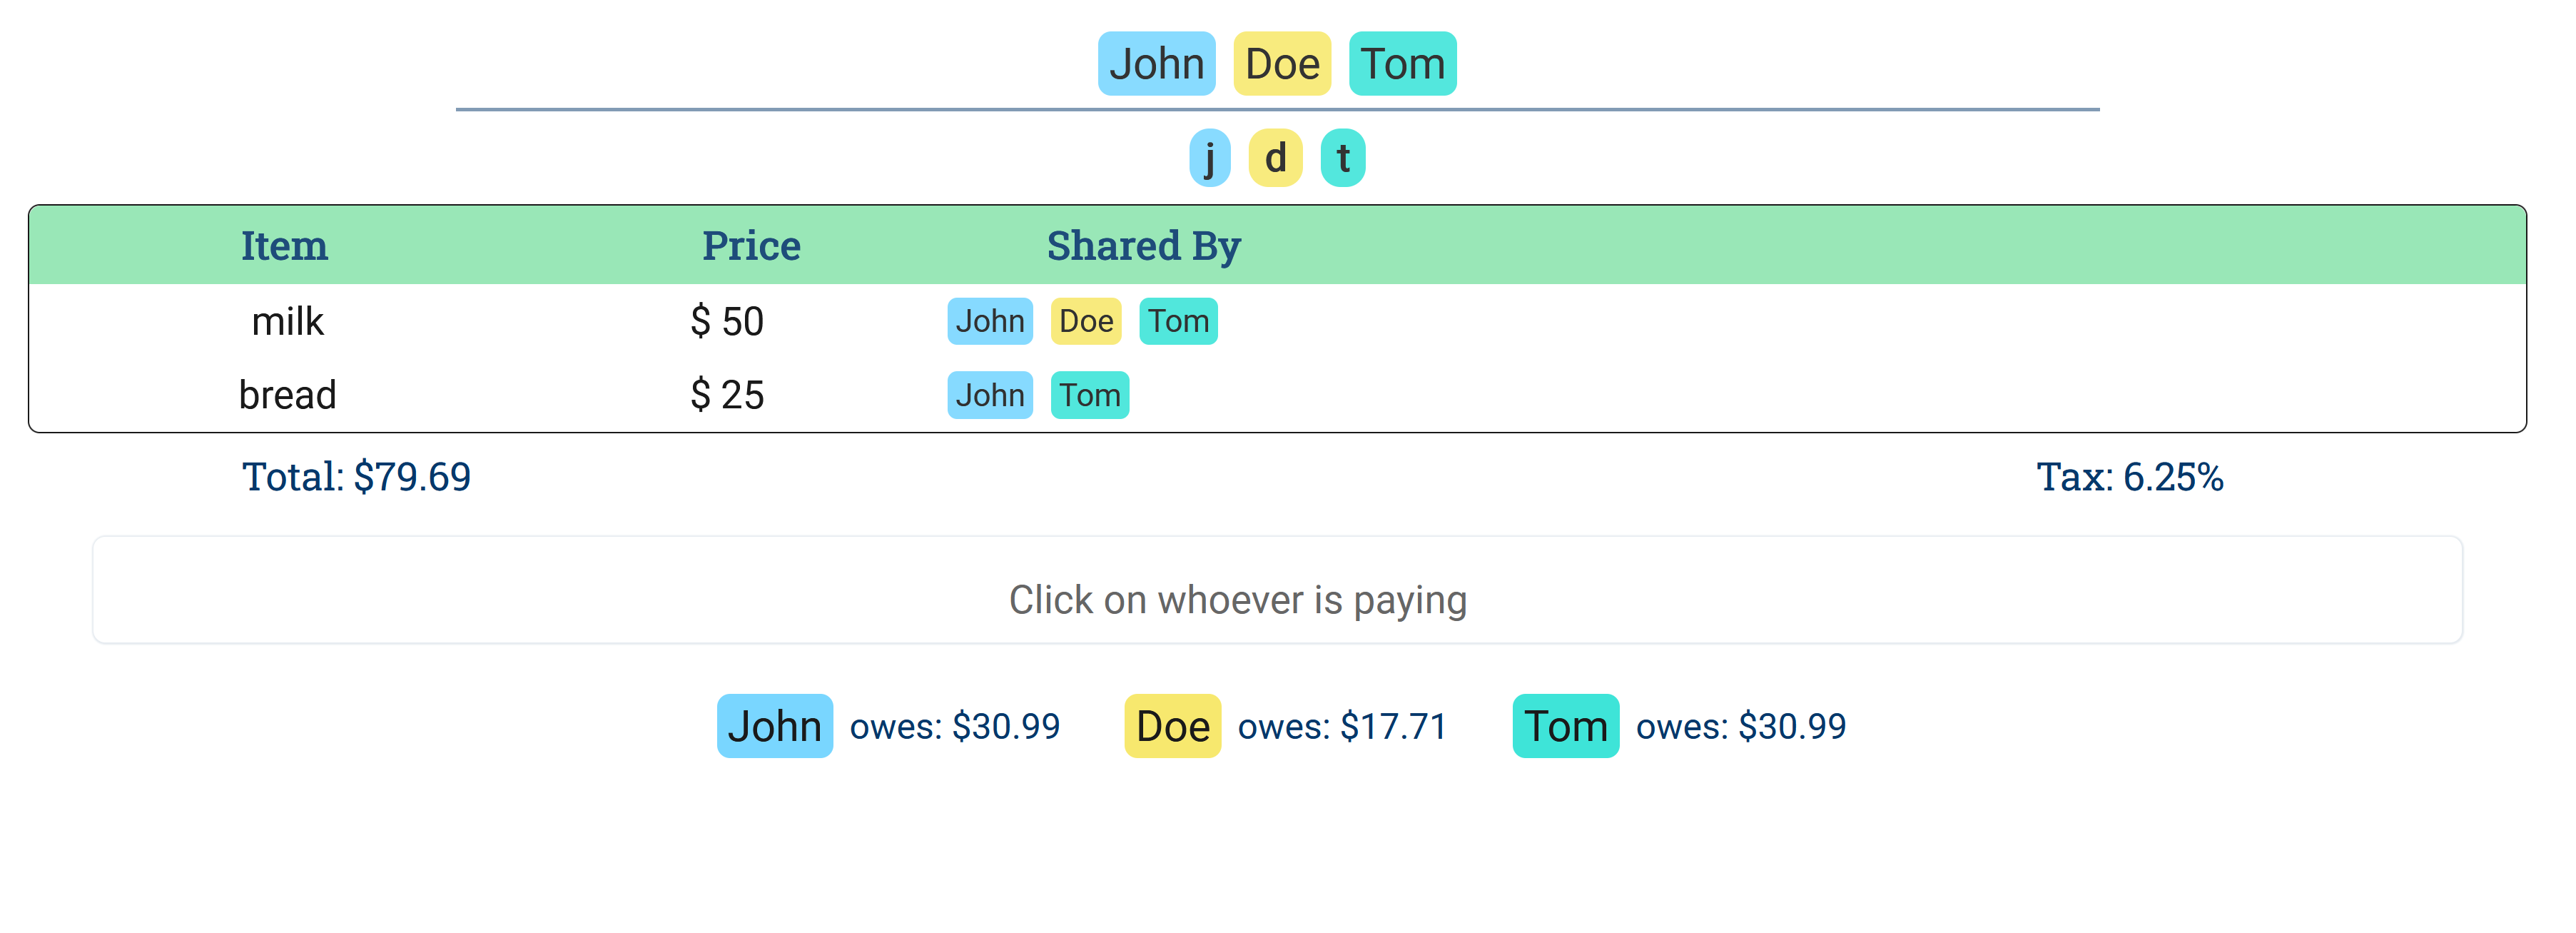 John Doe Tom
j d t
Item Price Shared By
milk $ 50 John Doe Tom
bread $ 25 John Tom
Total: $79.69 Tax: 6.25%
Click on whoever is paying
John owes: $30.99 Doe owes: $17.71 Tom owes: $30.99